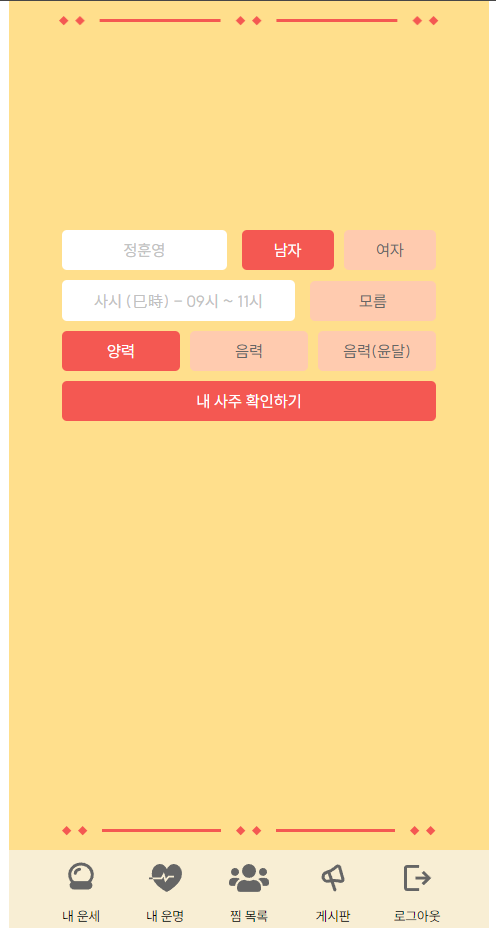 정훈영 남자 여자
사시 (巳時) - 09시 ~ 11시 모름
양력 음력 음력(윤달)
내 사주 확인하기
내 운세 내 운명 찜 목록 게시판 로그아웃